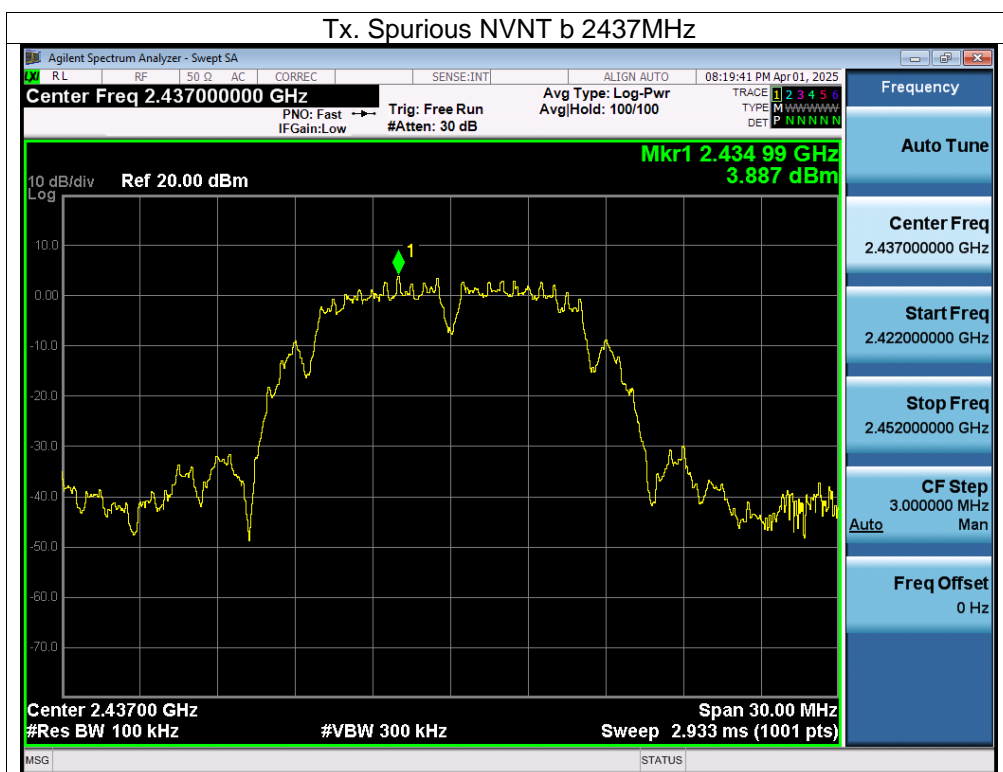 Tx. Spurious NVNT b 2437MHz
Agilent Spectrum Analyzer - Swept SA
LXI RL RF 50 Ω AC CORREC SENSE:INT ALIGN AUTO 08:19:41 PM Apr 01, 2025
Center Freq 2.437000000 GHz
PNO: Fast
IFGain:Low
Trig: Free Run
#Atten: 30 dB
Avg Type: Log-Pwr
Avg|Hold: 100/100
TRACE 1 2 3 4 5 6
TYPE M WWWWW
DET P N N N N N
Mkr1 2.434 99 GHz
3.887 dBm
10 dB/div Ref 20.00 dBm
Log
10.0
0.00
-10.0
-20.0
-30.0
-40.0
-50.0
-60.0
-70.0
1
Center 2.43700 GHz Span 30.00 MHz
#Res BW 100 kHz #VBW 300 kHz Sweep 2.933 ms (1001 pts)
MSG STATUS
Frequency
Auto Tune
Center Freq
2.437000000 GHz
Start Freq
2.422000000 GHz
Stop Freq
2.452000000 GHz
CF Step
3.000000 MHz
Auto Man
Freq Offset
0 Hz